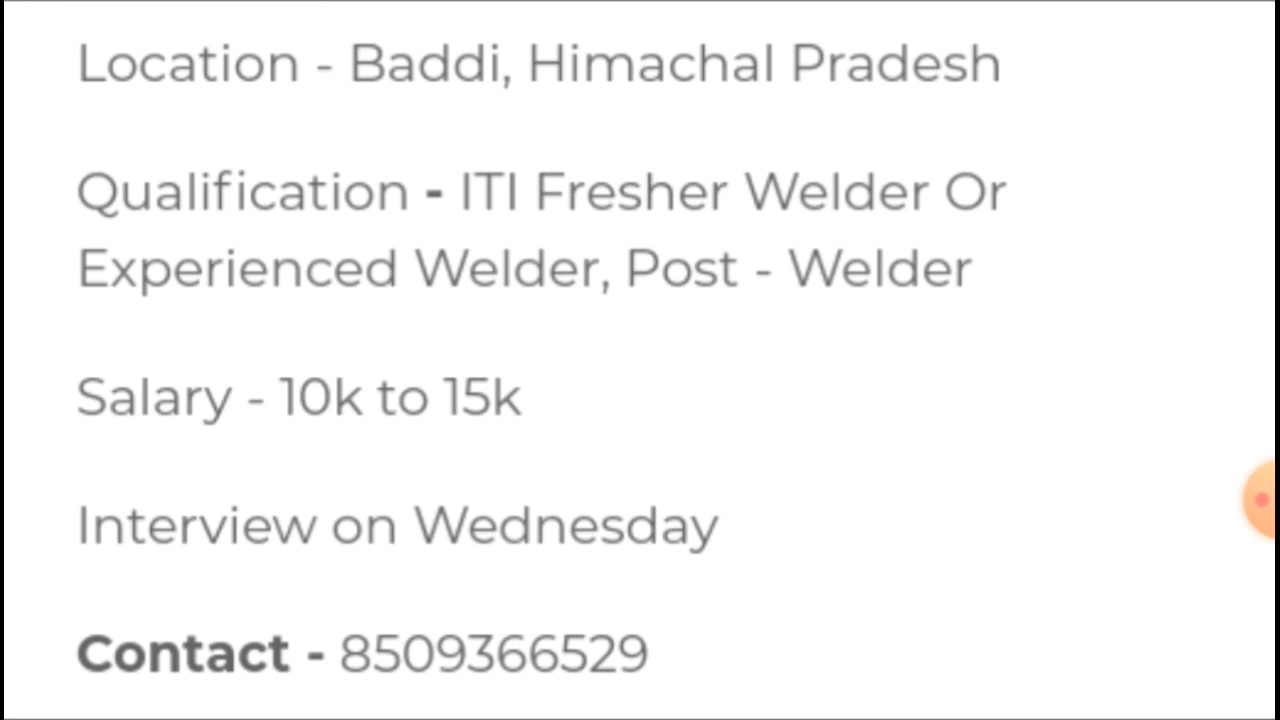 Location - Baddi, Himachal Pradesh
Qualification - ITI Fresher Welder Or
Experienced Welder, Post - Welder
Salary - 10k to 15k
Interview on Wednesday
Contact - 8509366529